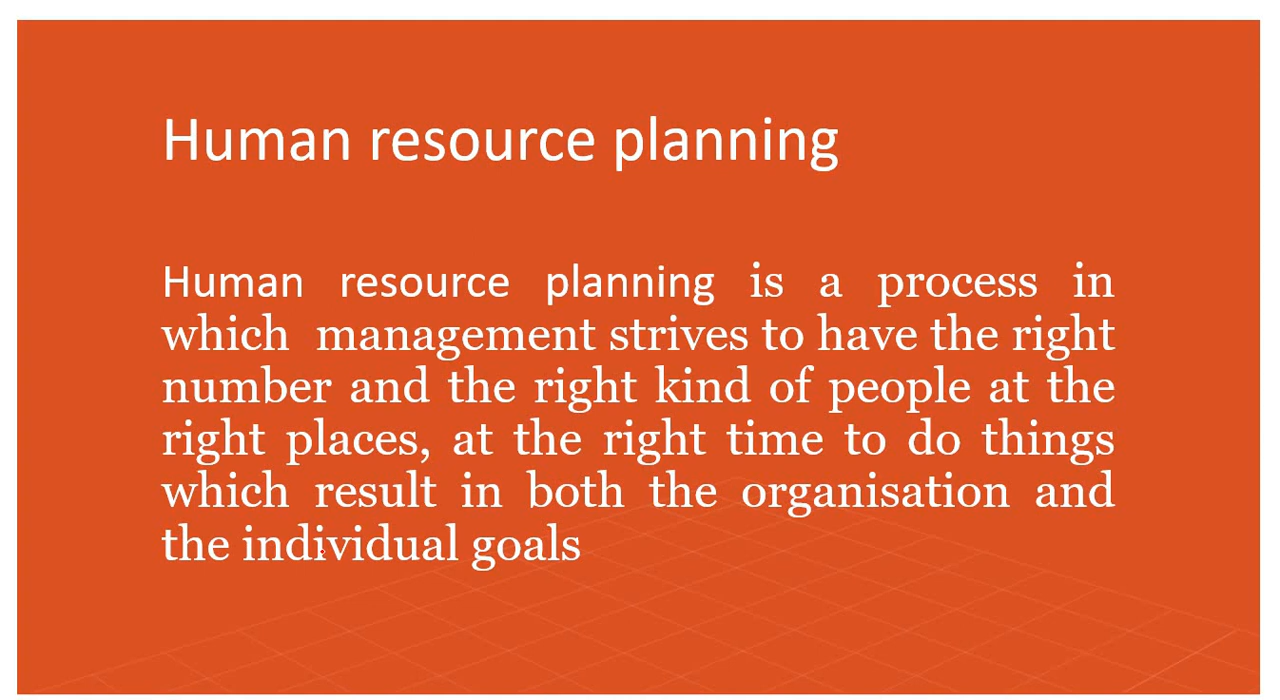 Human resource planning
Human resource planning is a process in
which management strives to have the right
number and the right kind of people at the
right places, at the right time to do things
which result in both the organisation and
the individual goals